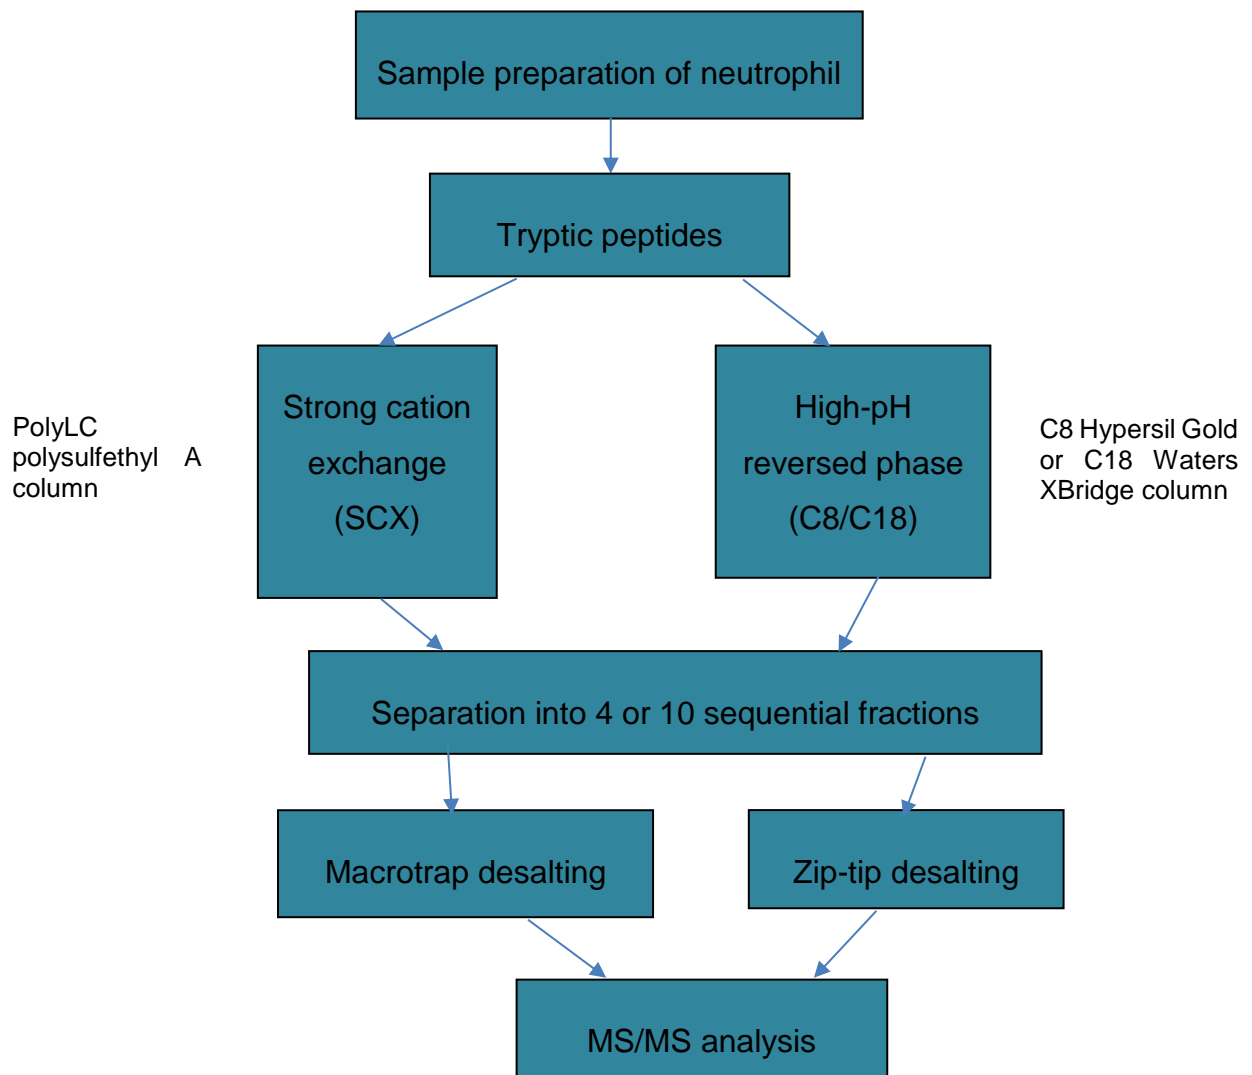 Sample preparation of neutrophil
Tryptic peptides
PolyLC
polysulfethyl A
column
Strong cation
exchange
(SCX)
High-pH
reversed phase
(C8/C18)
C8 Hypersil Gold
or C18 Waters
XBridge column
Separation into 4 or 10 sequential fractions
Macrotrap desalting
Zip-tip desalting
MS/MS analysis